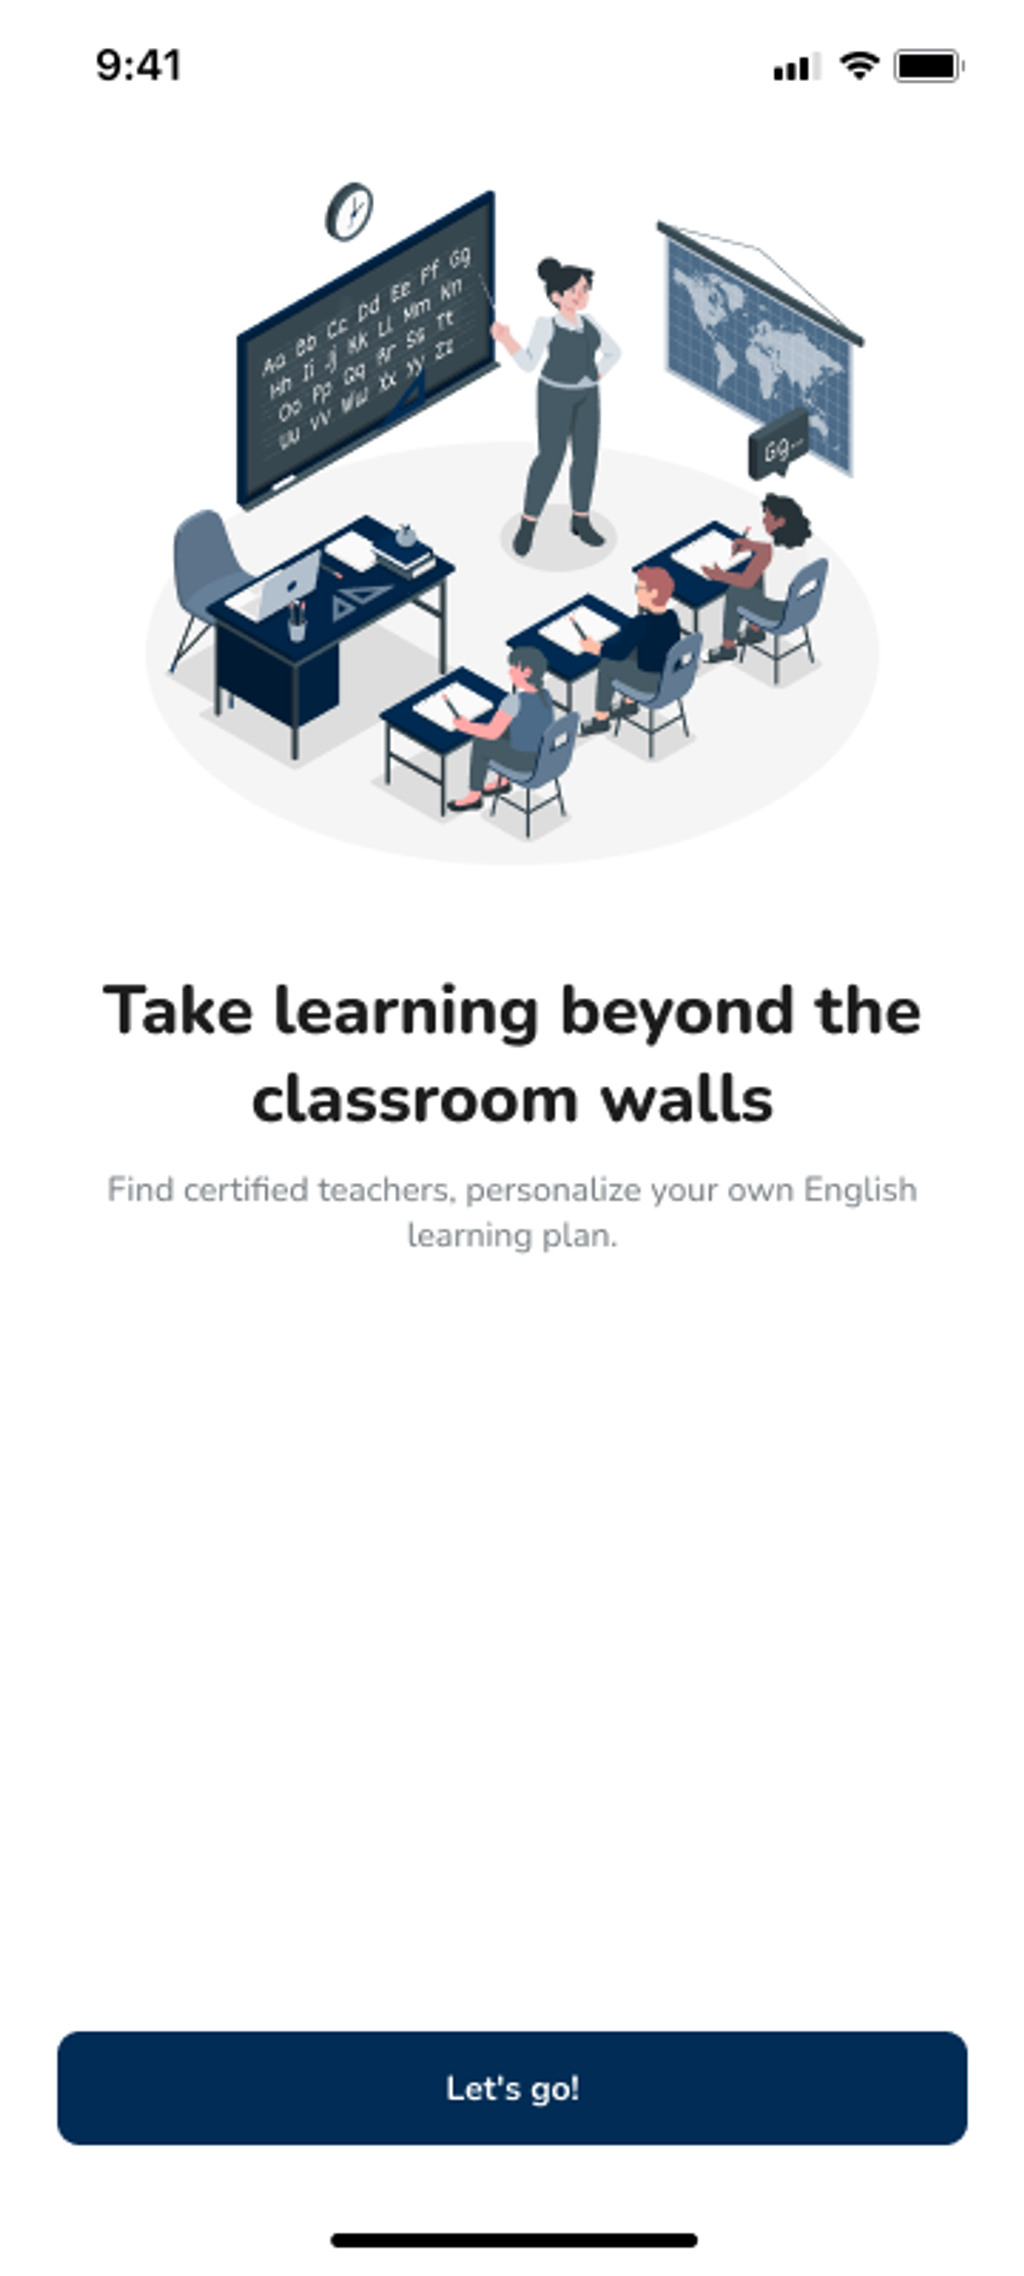 9:41
Aa Bb Cc Dd Ee Ff Gg
Hh Ii Jj Kk Ll Mm Nn
Oo Pp Qq Rr Ss Tt
Uu Vv Ww Xx Yy Zz
Gg...
Take learning beyond the
classroom walls
Find certified teachers, personalize your own English
learning plan.
Let's go!